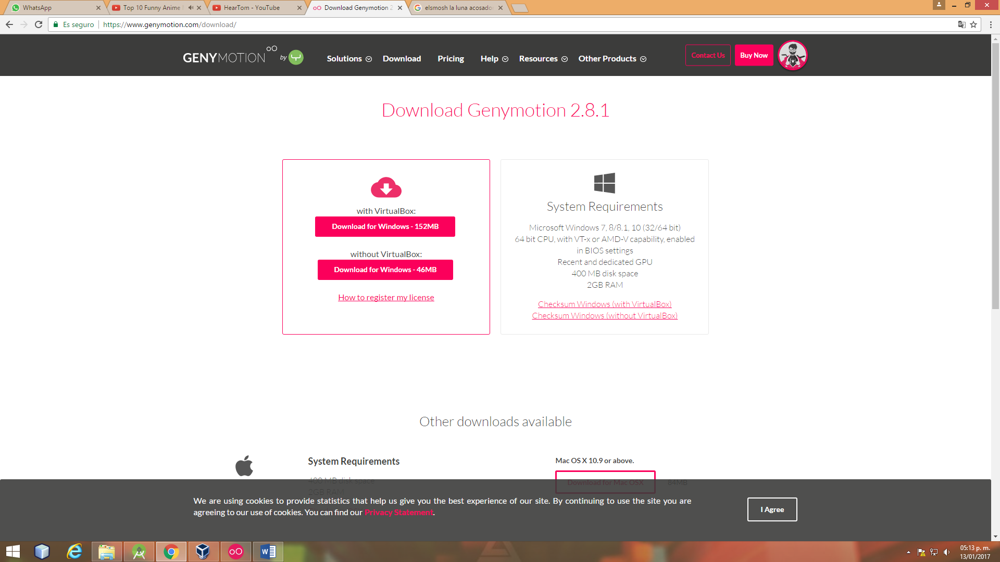 WhatsApp
Top 10 Funny Anime
HearTom - YouTube
Download Genymotion 2
elsmosh la luna acosado
Es seguro
https://www.genymotion.com/download/
GENYMOTION by
Solutions
Download
Pricing
Help
Resources
Other Products
Contact Us
Buy Now
Download Genymotion 2.8.1
with VirtualBox:
Download for Windows - 152MB
without VirtualBox:
Download for Windows - 46MB
How to register my license
System Requirements
Microsoft Windows 7, 8/8.1, 10 (32/64 bit)
64 bit CPU, with VT-x or AMD-V capability, enabled
in BIOS settings
Recent and dedicated GPU
400 MB disk space
2GB RAM
Checksum Windows (with VirtualBox)
Checksum Windows (without VirtualBox)
Other downloads available
System Requirements
400 MB disk space
2GB RAM
Mac OS X 10.9 or above.
Download for Mac OSX
84MB
We are using cookies to provide statistics that help us give you the best experience of our site. By continuing to use the site you are
agreeing to our use of cookies. You can find our Privacy Statement.
I Agree
05:13 p. m.
13/01/2017